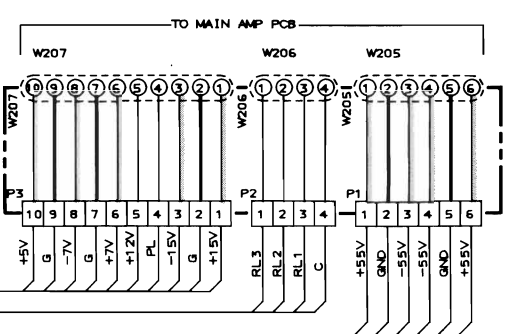 TO MAIN AMP PCB
W207 W206 W205
W207 10 9 8 7 6 5 4 3 2 1 W206 1 2 3 4 W205 1 2 3 4 5 6
P3 P2 P1
10 9 8 7 6 5 4 3 2 1 1 2 3 4 1 2 3 4 5 6
+5V G -7V G +7V +12V PL -15V G +15V RL3 RL2 RL1 C +55V GND -55V -55V GND +55V